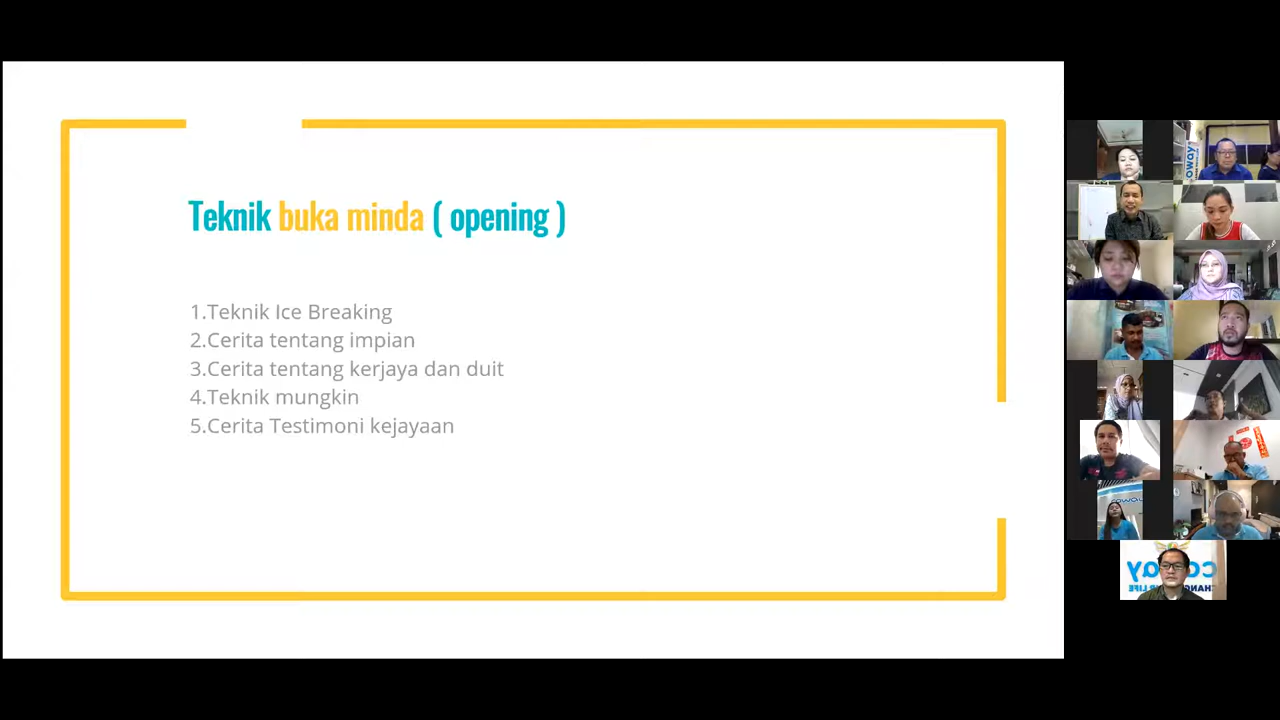 Teknik buka minda ( opening )
1.Teknik Ice Breaking
2.Cerita tentang impian
3.Cerita tentang kerjaya dan duit
4.Teknik mungkin
5.Cerita Testimoni kejayaan